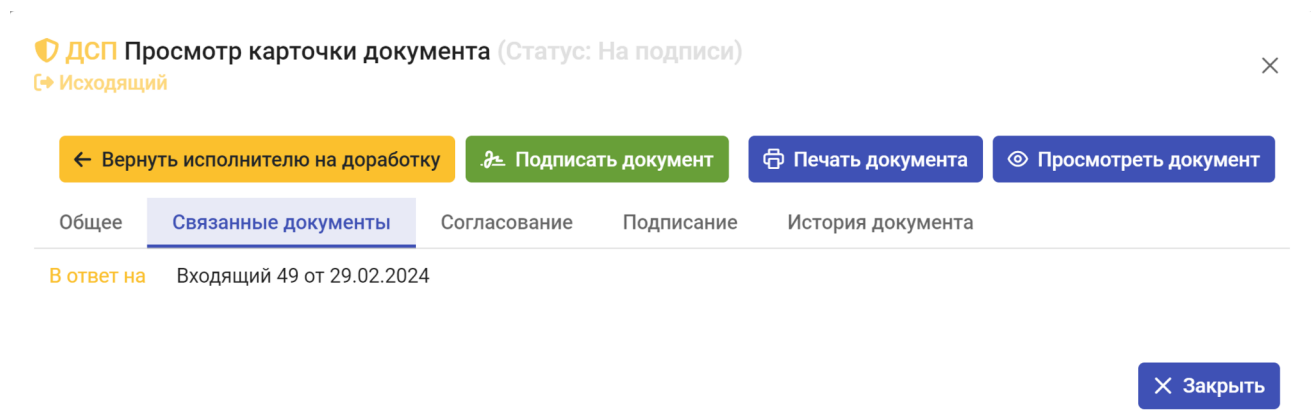 ДСП Просмотр карточки документа (Статус: На подписи)
Исходящий
Вернуть исполнителю на доработку Подписать документ Печать документа Просмотреть документ
Общее Связанные документы Согласование Подписание История документа
В ответ на Входящий 49 от 29.02.2024
Закрыть